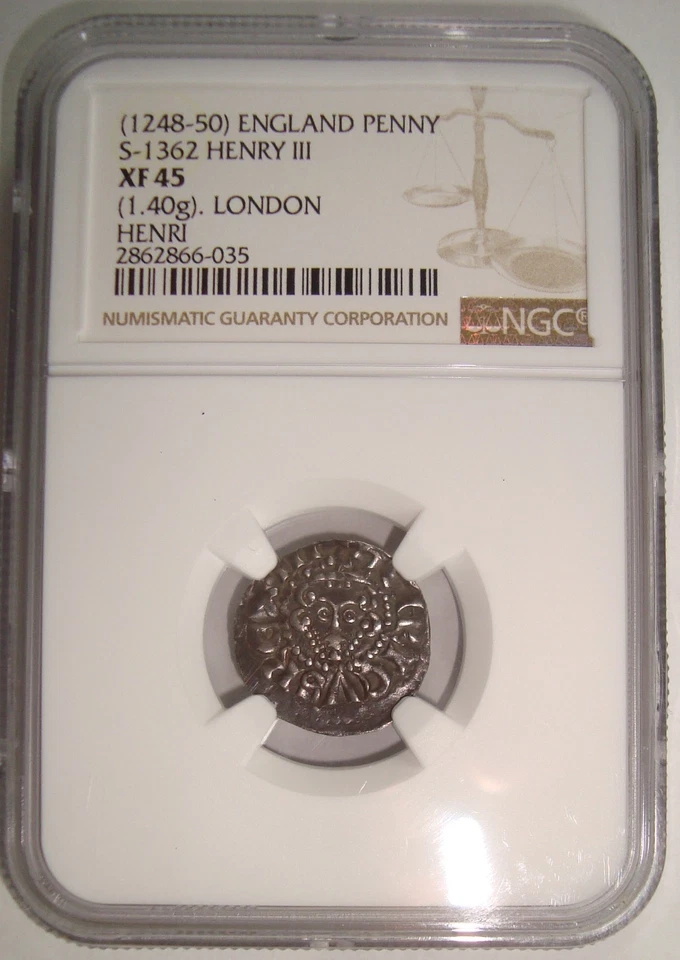 (1248-50) ENGLAND PENNY
S-1362 HENRY III
XF 45
(1.40g). LONDON
HENRI
2862866-035
NUMISMATIC GUARANTY CORPORATION
NGC®